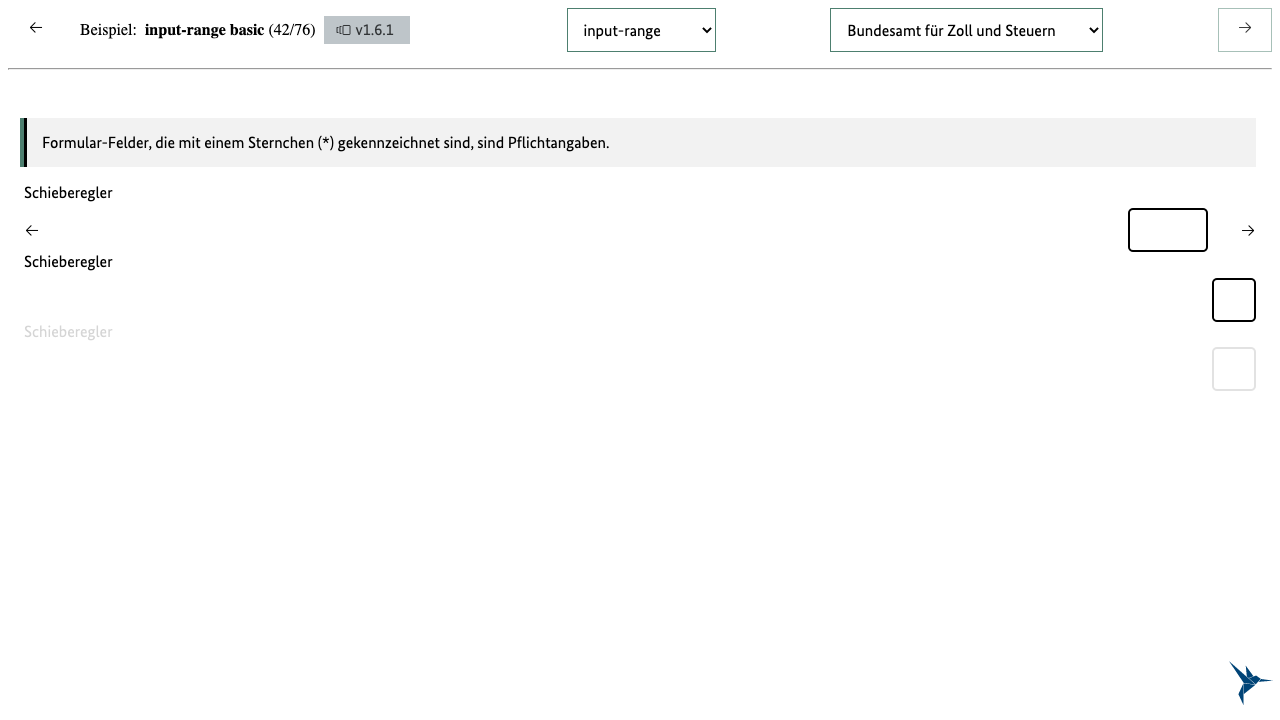 Beispiel: input-range basic (42/76) v1.6.1 input-range Bundesamt für Zoll und Steuern
Formular-Felder, die mit einem Sternchen (*) gekennzeichnet sind, sind Pflichtangaben.
Schieberegler
Schieberegler
Schieberegler